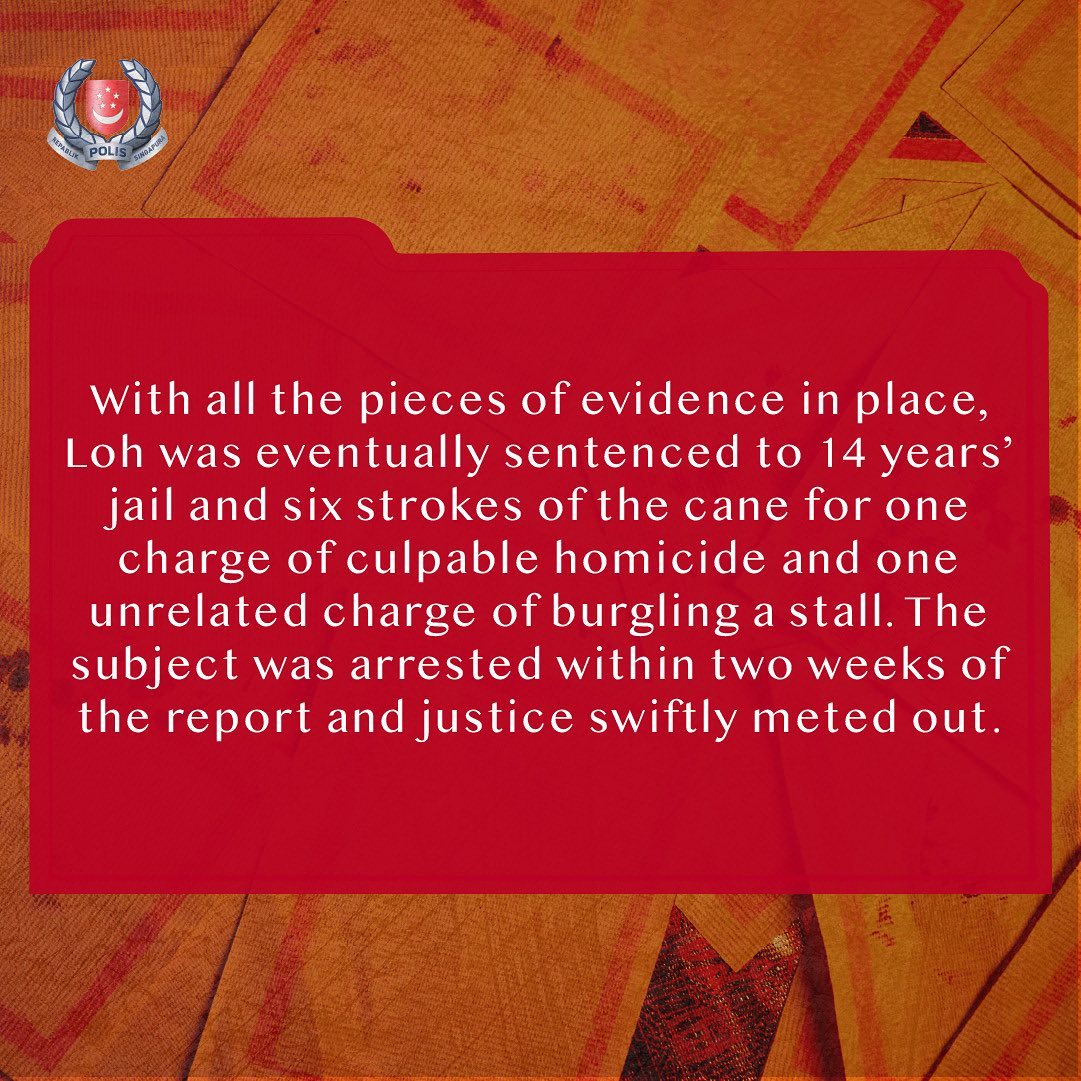 REPABLIK POLIS SINGAPURA
With all the pieces of evidence in place,
Loh was eventually sentenced to 14 years’
jail and six strokes of the cane for one
charge of culpable homicide and one
unrelated charge of burgling a stall. The
subject was arrested within two weeks of
the report and justice swiftly meted out.